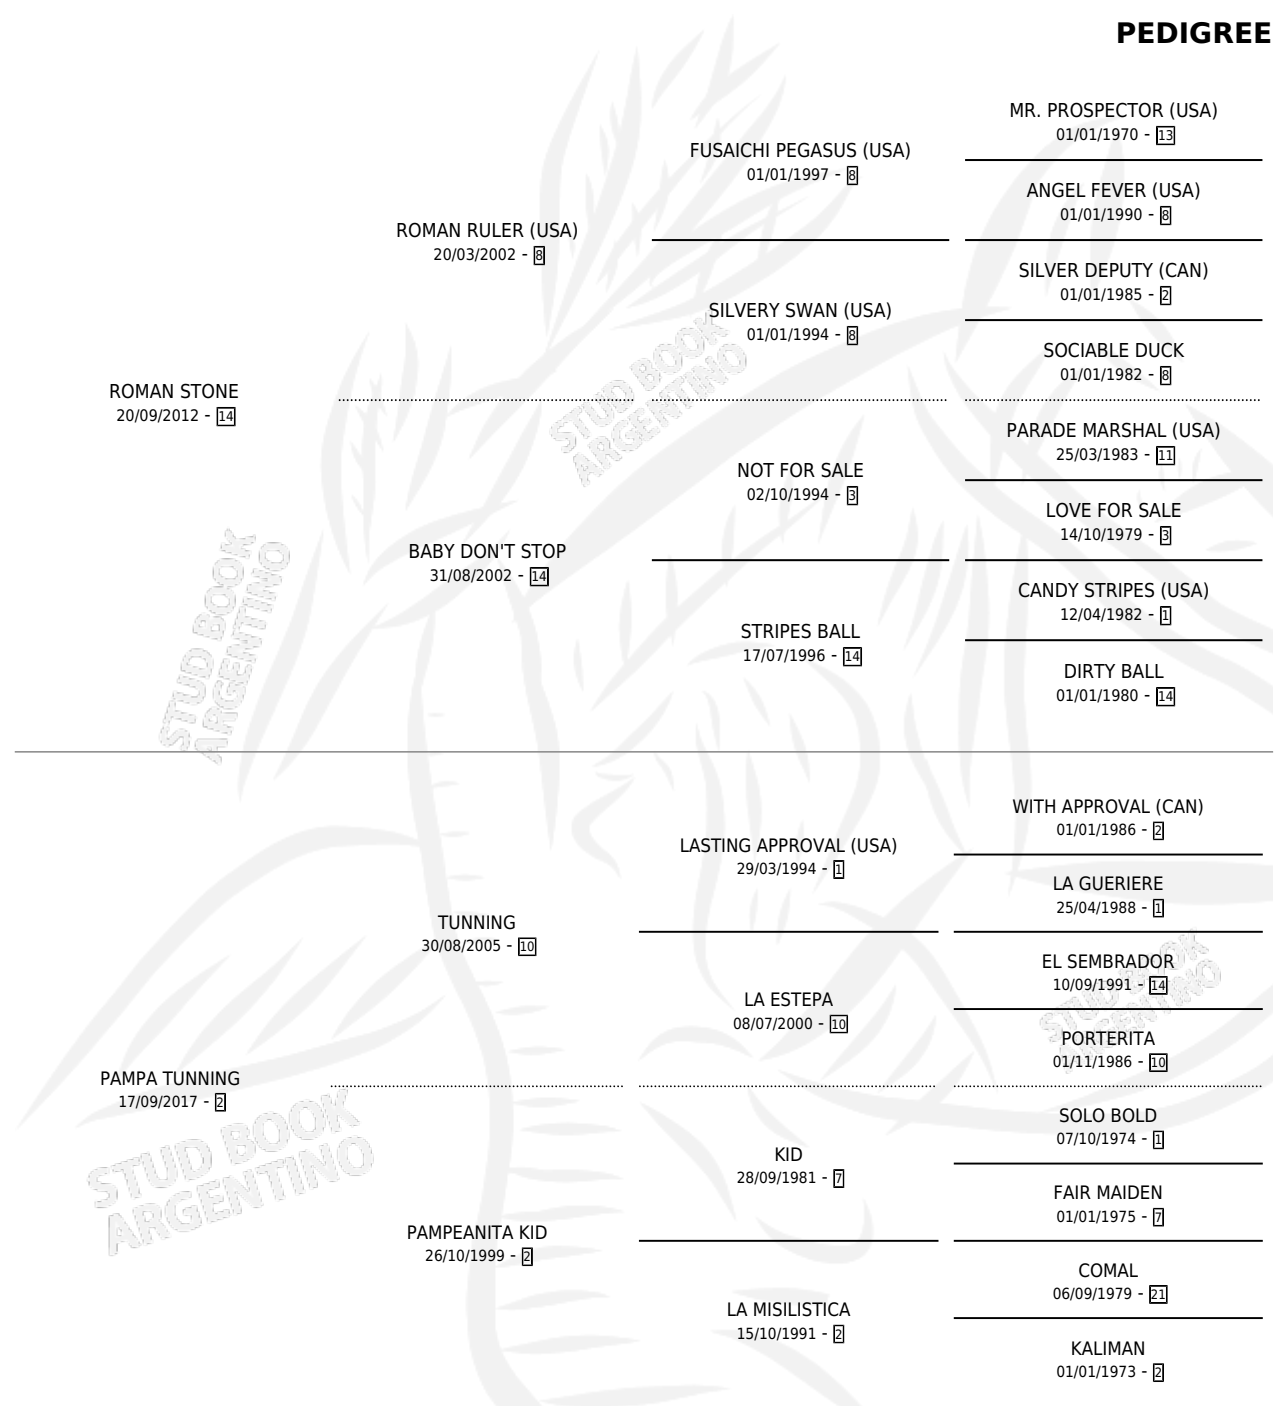 PEDIGREE
MR. PROSPECTOR (USA)
01/01/1970 - 13
FUSAICHI PEGASUS (USA)
01/01/1997 - 8
ANGEL FEVER (USA)
01/01/1990 - 8
ROMAN RULER (USA)
20/03/2002 - 8
SILVER DEPUTY (CAN)
01/01/1985 - 2
SILVERY SWAN (USA)
01/01/1994 - 8
SOCIABLE DUCK
01/01/1982 - 8
ROMAN STONE
20/09/2012 - 14
PARADE MARSHAL (USA)
25/03/1983 - 11
NOT FOR SALE
02/10/1994 - 3
LOVE FOR SALE
14/10/1979 - 3
BABY DON'T STOP
31/08/2002 - 14
CANDY STRIPES (USA)
12/04/1982 - 1
STRIPES BALL
17/07/1996 - 14
DIRTY BALL
01/01/1980 - 14
STUD BOOK
ARGENTINO
STUD BOOK
ARGENTINO
WITH APPROVAL (CAN)
01/01/1986 - 2
LASTING APPROVAL (USA)
29/03/1994 - 1
LA GUERIERE
25/04/1988 - 1
TUNNING
30/08/2005 - 10
EL SEMBRADOR
10/09/1991 - 14
LA ESTEPA
08/07/2000 - 10
PORTERITA
01/11/1986 - 10
STUD BOOK
ARGENTINO
PAMPA TUNNING
17/09/2017 - 2
SOLO BOLD
07/10/1974 - 1
KID
28/09/1981 - 7
FAIR MAIDEN
01/01/1975 - 7
PAMPEANITA KID
26/10/1999 - 2
COMAL
06/09/1979 - 21
LA MISILISTICA
15/10/1991 - 2
KALIMAN
01/01/1973 - 2
STUD BOOK
ARGENTINO